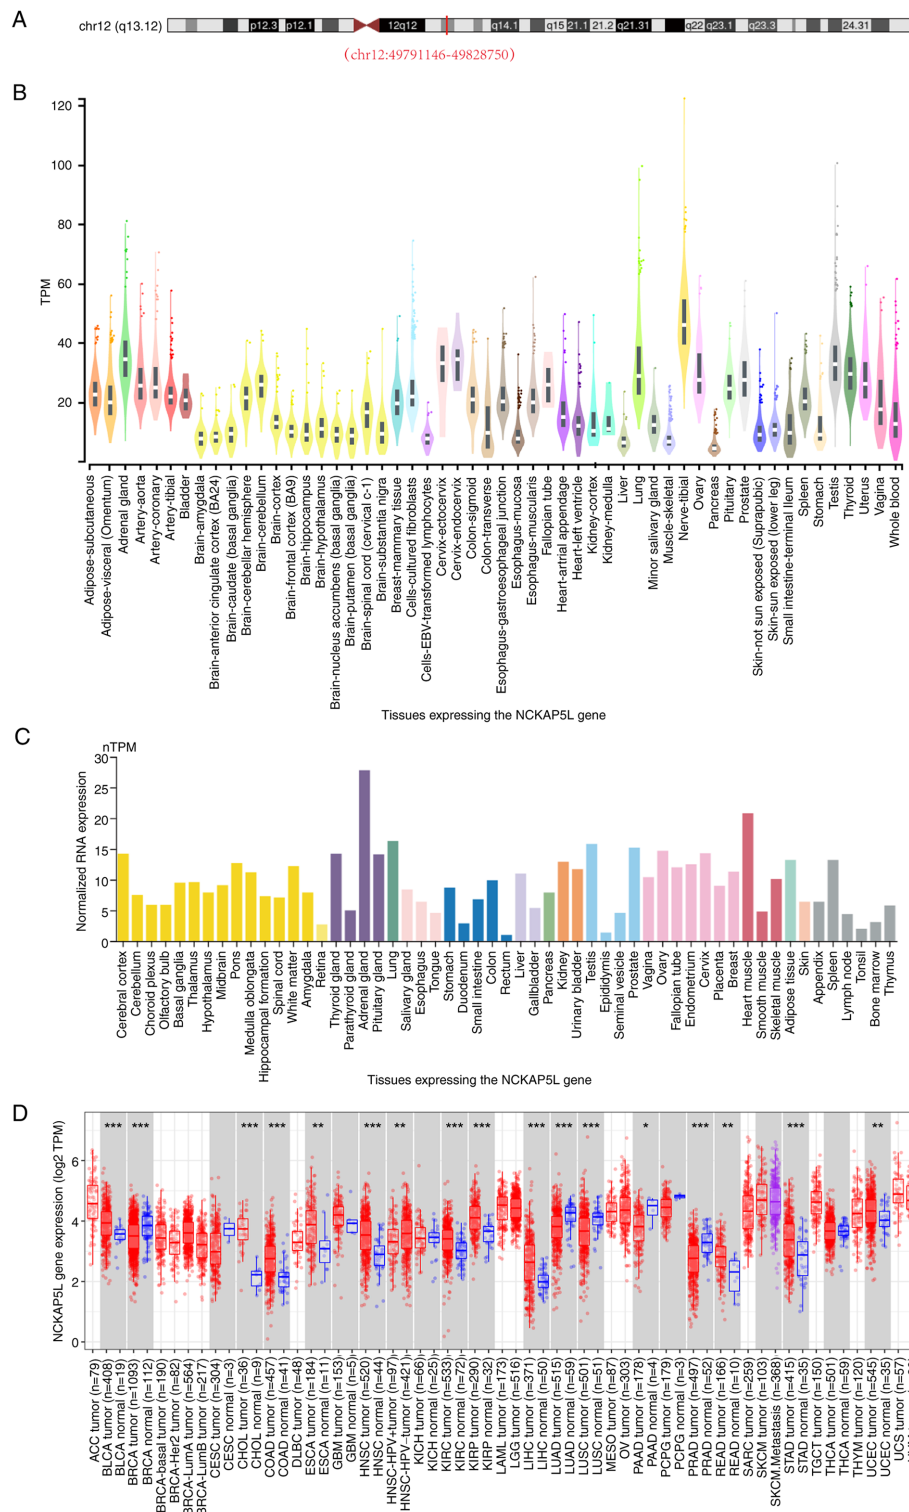 A
chr12 (q13.12)
p12.3 p12.1 12q12 q14.1 q15 21.1 21.2 q21.31 q22 q23.1 q23.3 24.31
(chr12:49791146-49828750)
B
TPM
120
100
80
60
40
20
Adipose-subcutaneous
Adipose-visceral (Omentum)
Adrenal gland
Artery-aorta
Artery-coronary
Artery-tibial
Bladder
Brain-amygdala
Brain-anterior cingulate cortex (BA24)
Brain-caudate (basal ganglia)
Brain-cerebellar hemisphere
Brain-cerebellum
Brain-cortex
Brain-frontal cortex (BA9)
Brain-hippocampus
Brain-hypothalamus
Brain-nucleus accumbens (basal ganglia)
Brain-putamen (basal ganglia)
Brain-spinal cord (cervical c-1)
Brain-substantia nigra
Breast-mammary tissue
Cells-cultured fibroblasts
Cells-EBV-transformed lymphocytes
Cervix-ectocervix
Cervix-endocervix
Colon-sigmoid
Colon-transverse
Esophagus-gastroesophageal junction
Esophagus-mucosa
Esophagus-muscularis
Fallopian tube
Heart-artrial appendage
Heart-left ventricle
Kidney-cortex
Kidney-medulla
Liver
Lung
Minor salivary gland
Muscle-skeletal
Nerve-tibial
Ovary
Pancreas
Pituitary
Prostate
Skin-not sun exposed (Suprapubic)
Skin-sun exposed (lower leg)
Small intestine-terminal Ileum
Spleen
Stomach
Testis
Thyroid
Uterus
Vagina
Whole blood
Tissues expressing the NCKAP5L gene
C
nTPM
Normalized RNA expression
30
25
20
15
10
5
0
Cerebral cortex
Cerebellum
Choroid plexus
Olfactory bulb
Basal ganglia
Thalamus
Hypothalamus
Midbrain
Pons
Medulla oblongata
Hippocampal formation
Spinal cord
White matter
Amygdala
Retina
Thyroid gland
Parathyroid gland
Adrenal gland
Pituitary gland
Lung
Salivary gland
Esophagus
Tongue
Stomach
Duodenum
Small intestine
Colon
Rectum
Liver
Gallbladder
Pancreas
Kidney
Urinary bladder
Testis
Epididymis
Seminal vesicle
Prostate
Vagina
Ovary
Fallopian tube
Endometrium
Cervix
Placenta
Breast
Heart muscle
Smooth muscle
Skeletal muscle
Adipose tissue
Skin
Appendix
Spleen
Lymph node
Tonsil
Bone marrow
Thymus
Tissues expressing the NCKAP5L gene
D
NCKAP5L gene expression (log2 TPM)
*** *** *** *** ** *** ** *** *** *** *** *** * *** ** *** **
6
4
2
0
ACC tumor (n=79)
BLCA tumor (n=408)
BLCA normal (n=19)
BRCA tumor (n=1093)
BRCA normal (n=112)
BRCA-basal tumor (n=190)
BRCA-Her2 tumor (n=82)
BRCA-LumA tumor (n=564)
BRCA-LumB tumor (n=217)
CESC tumor (n=304)
CESC normal (n=3)
CHOL tumor (n=36)
CHOL normal (n=9)
COAD tumor (n=457)
COAD normal (n=41)
DLBC tumor (n=48)
ESCA tumor (n=184)
ESCA normal (n=11)
GBM tumor (n=153)
GBM normal (n=5)
HNSC tumor (n=520)
HNSC normal (n=44)
HNSC-HPV+tumor (n=97)
HNSC-HPV--tumor (n=421)
KICH tumor (n=66)
KICH normal (n=25)
KIRC tumor (n=533)
KIRC normal (n=72)
KIRP tumor (n=290)
KIRP normal (n=32)
LAML tumor (n=173)
LGG tumor (n=516)
LIHC tumor (n=371)
LIHC normal (n=50)
LUAD tumor (n=515)
LUAD normal (n=59)
LUSC tumor (n=501)
LUSC normal (n=51)
MESO tumor (n=87)
OV tumor (n=303)
PAAD tumor (n=178)
PAAD normal (n=4)
PCPG tumor (n=179)
PCPG normal (n=3)
PRAD tumor (n=497)
PRAD normal (n=52)
READ tumor (n=166)
READ normal (n=10)
SARC tumor (n=259)
SKCM tumor (n=103)
SKCM.Metastasis (n=368)
STAD tumor (n=415)
STAD normal (n=35)
TGCT tumor (n=150)
THCA tumor (n=501)
THCA normal (n=59)
THYM tumor (n=120)
UCEC tumor (n=545)
UCEC normal (n=35)
UCS tumor (n=57)